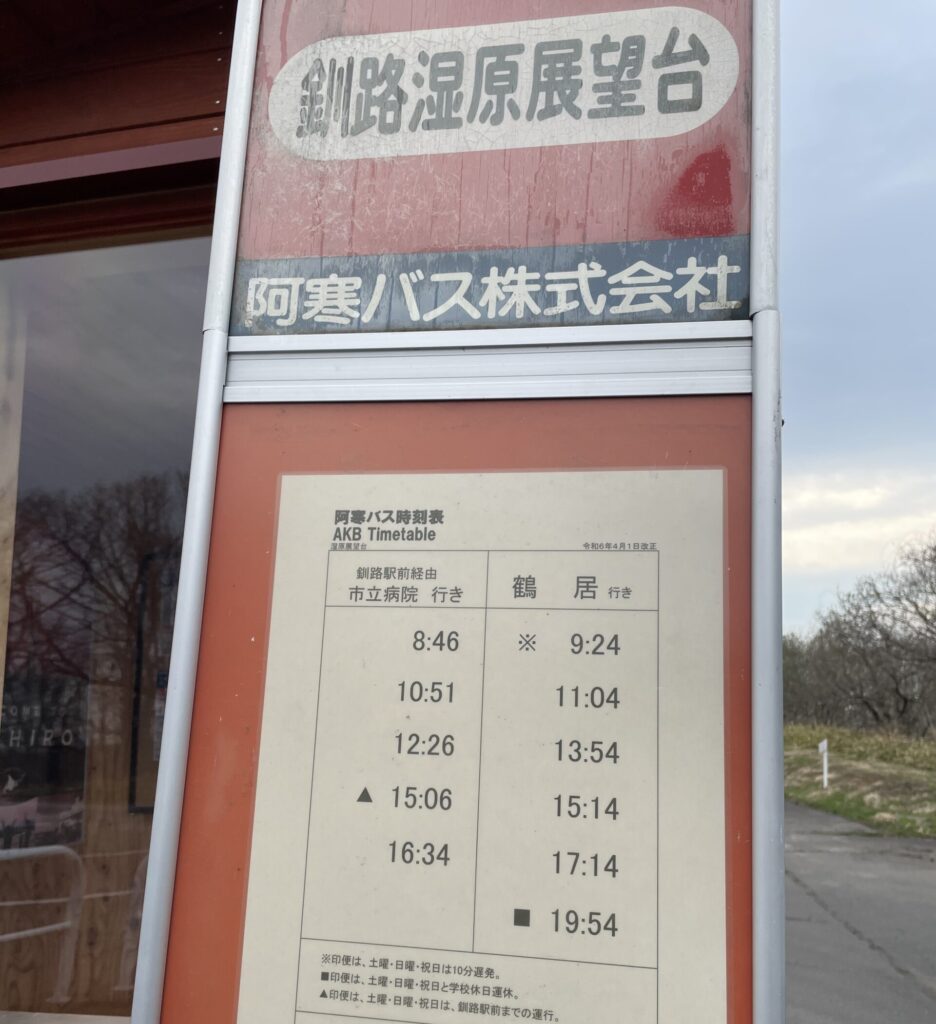 釧路湿原展望台
阿寒バス株式会社
阿寒バス時刻表
AKB Timetable
湿原展望台
令和6年4月1日改正
釧路駅前経由
市立病院 行き
鶴 居 行き
8:46
※ 9:24
10:51
11:04
12:26
13:54
▲ 15:06
15:14
16:34
17:14
■ 19:54
※印便は、土曜・日曜・祝日は10分遅発。
■印便は、土曜・日曜・祝日と学校休日運休。
▲印便は、土曜・日曜・祝日は、釧路駅前までの運行。
HIRO